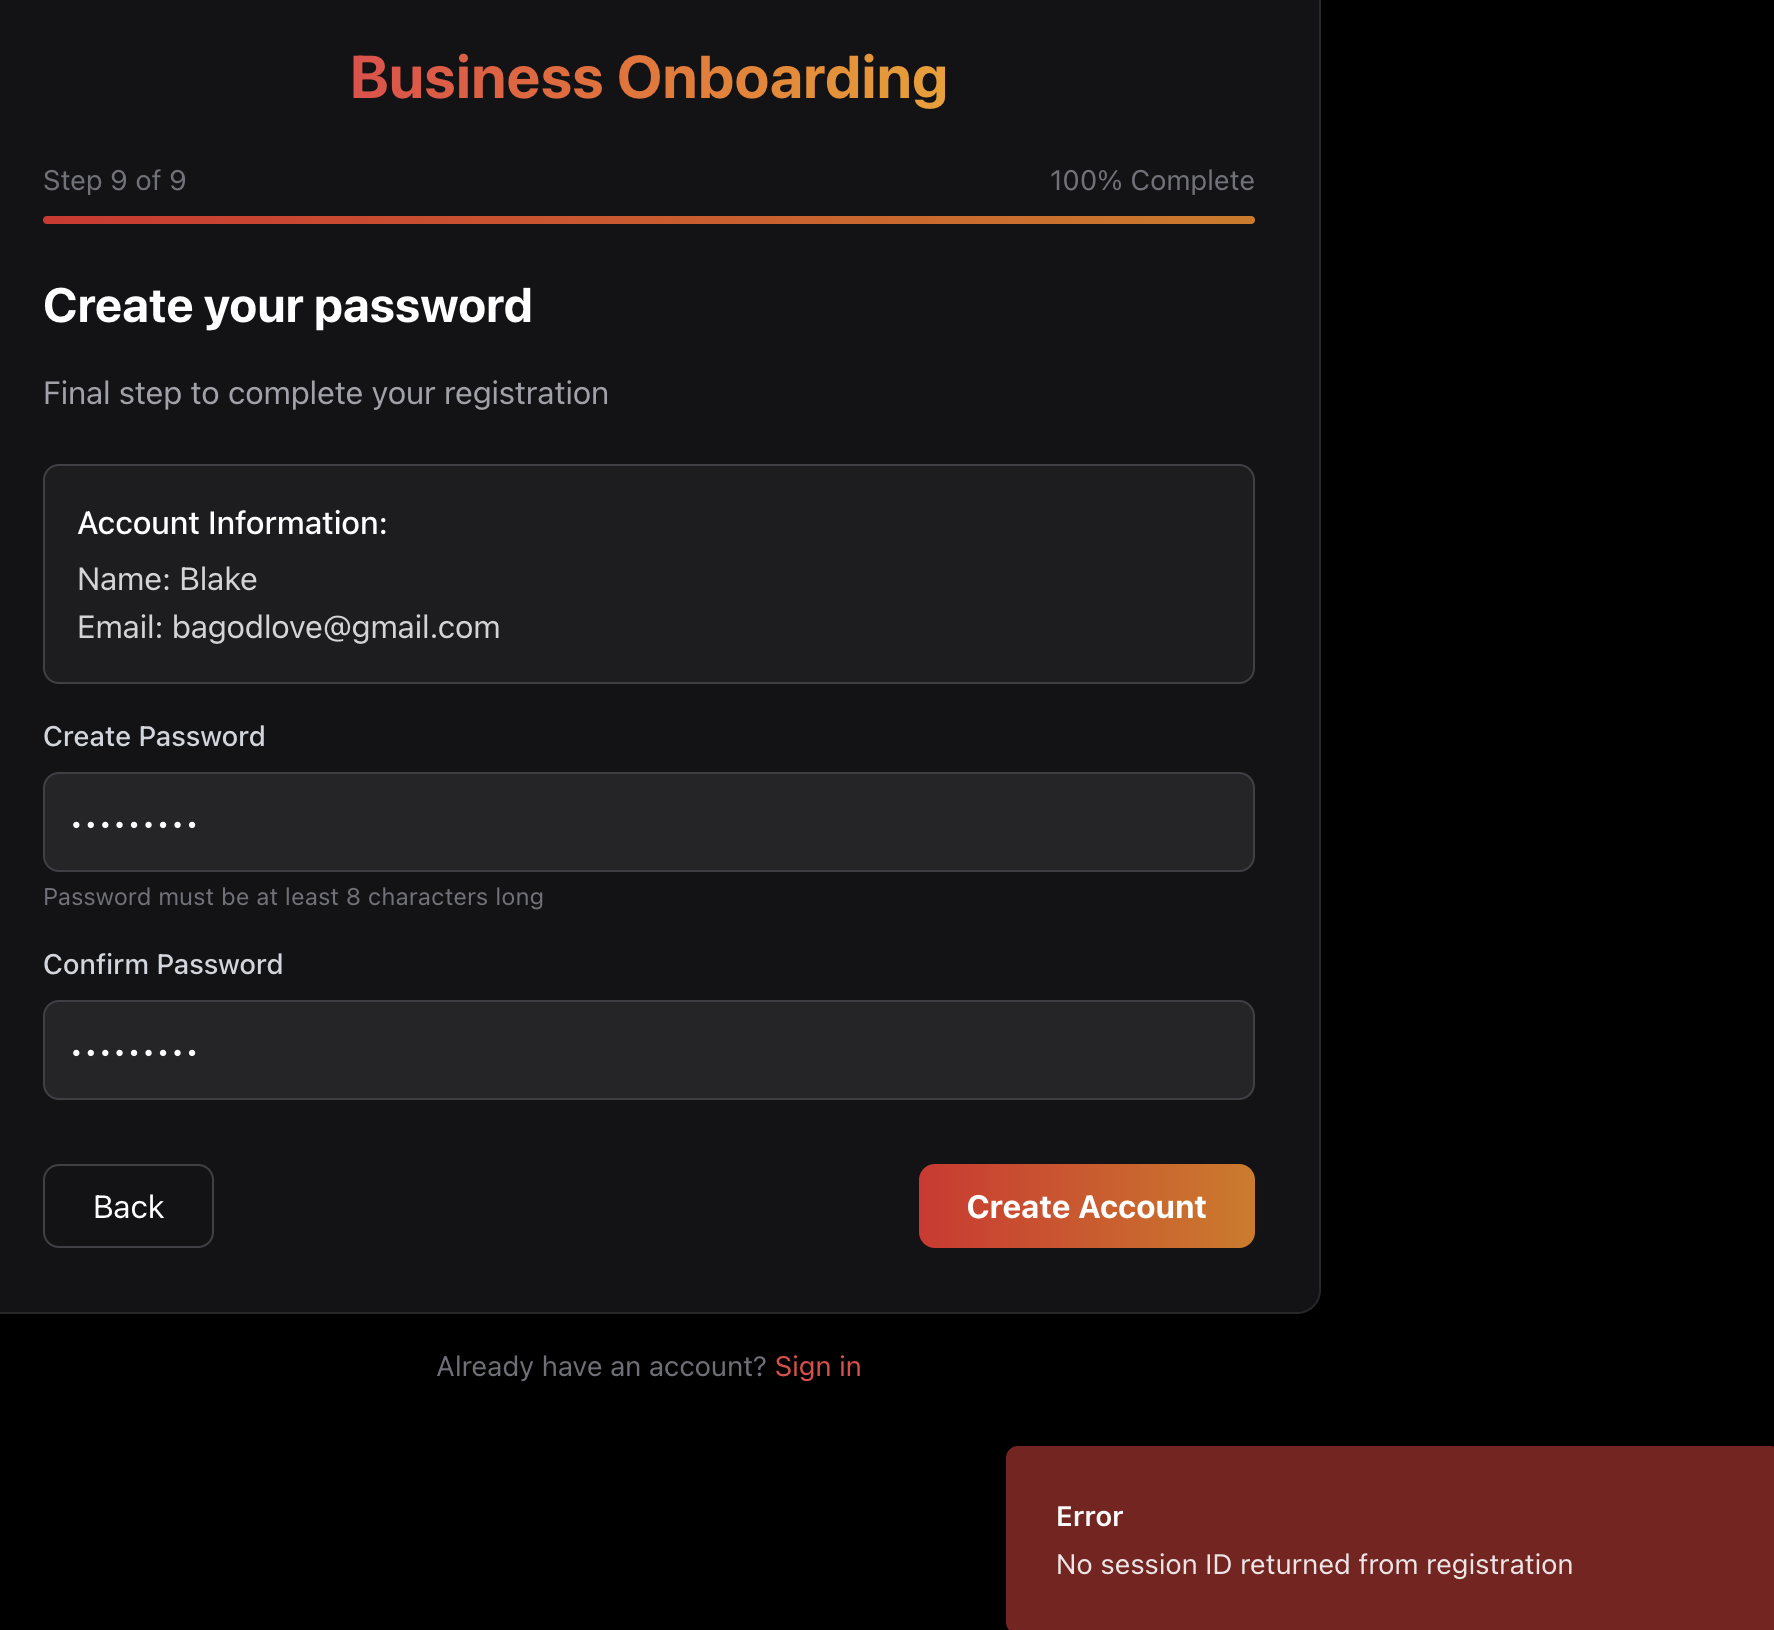 Business Onboarding
Step 9 of 9
100% Complete
Create your password
Final step to complete your registration
Account Information:
Name: Blake
Email: bagodlove@gmail.com
Create Password
•••••••••
Password must be at least 8 characters long
Confirm Password
•••••••••
Back
Create Account
Already have an account? Sign in
Error
No session ID returned from registration